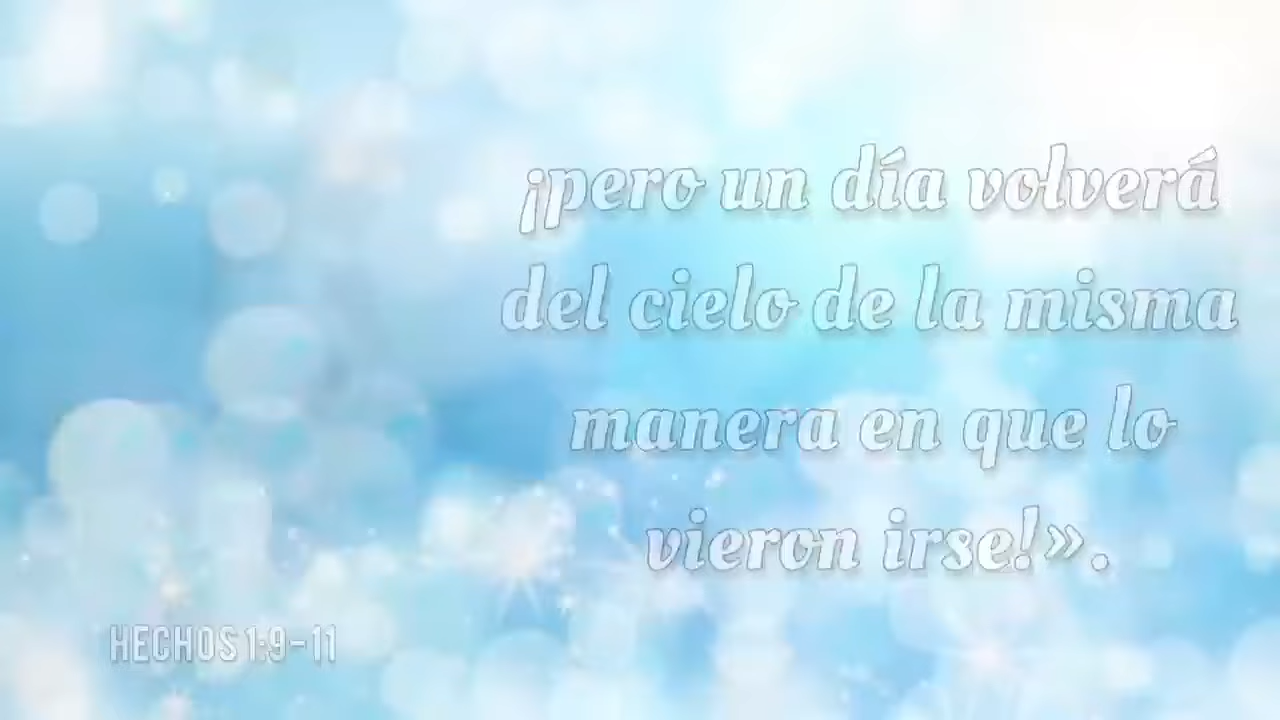 ¡pero un día volverá
del cielo de la misma
manera en que lo
vieron irse!».
HECHOS 1:9-11